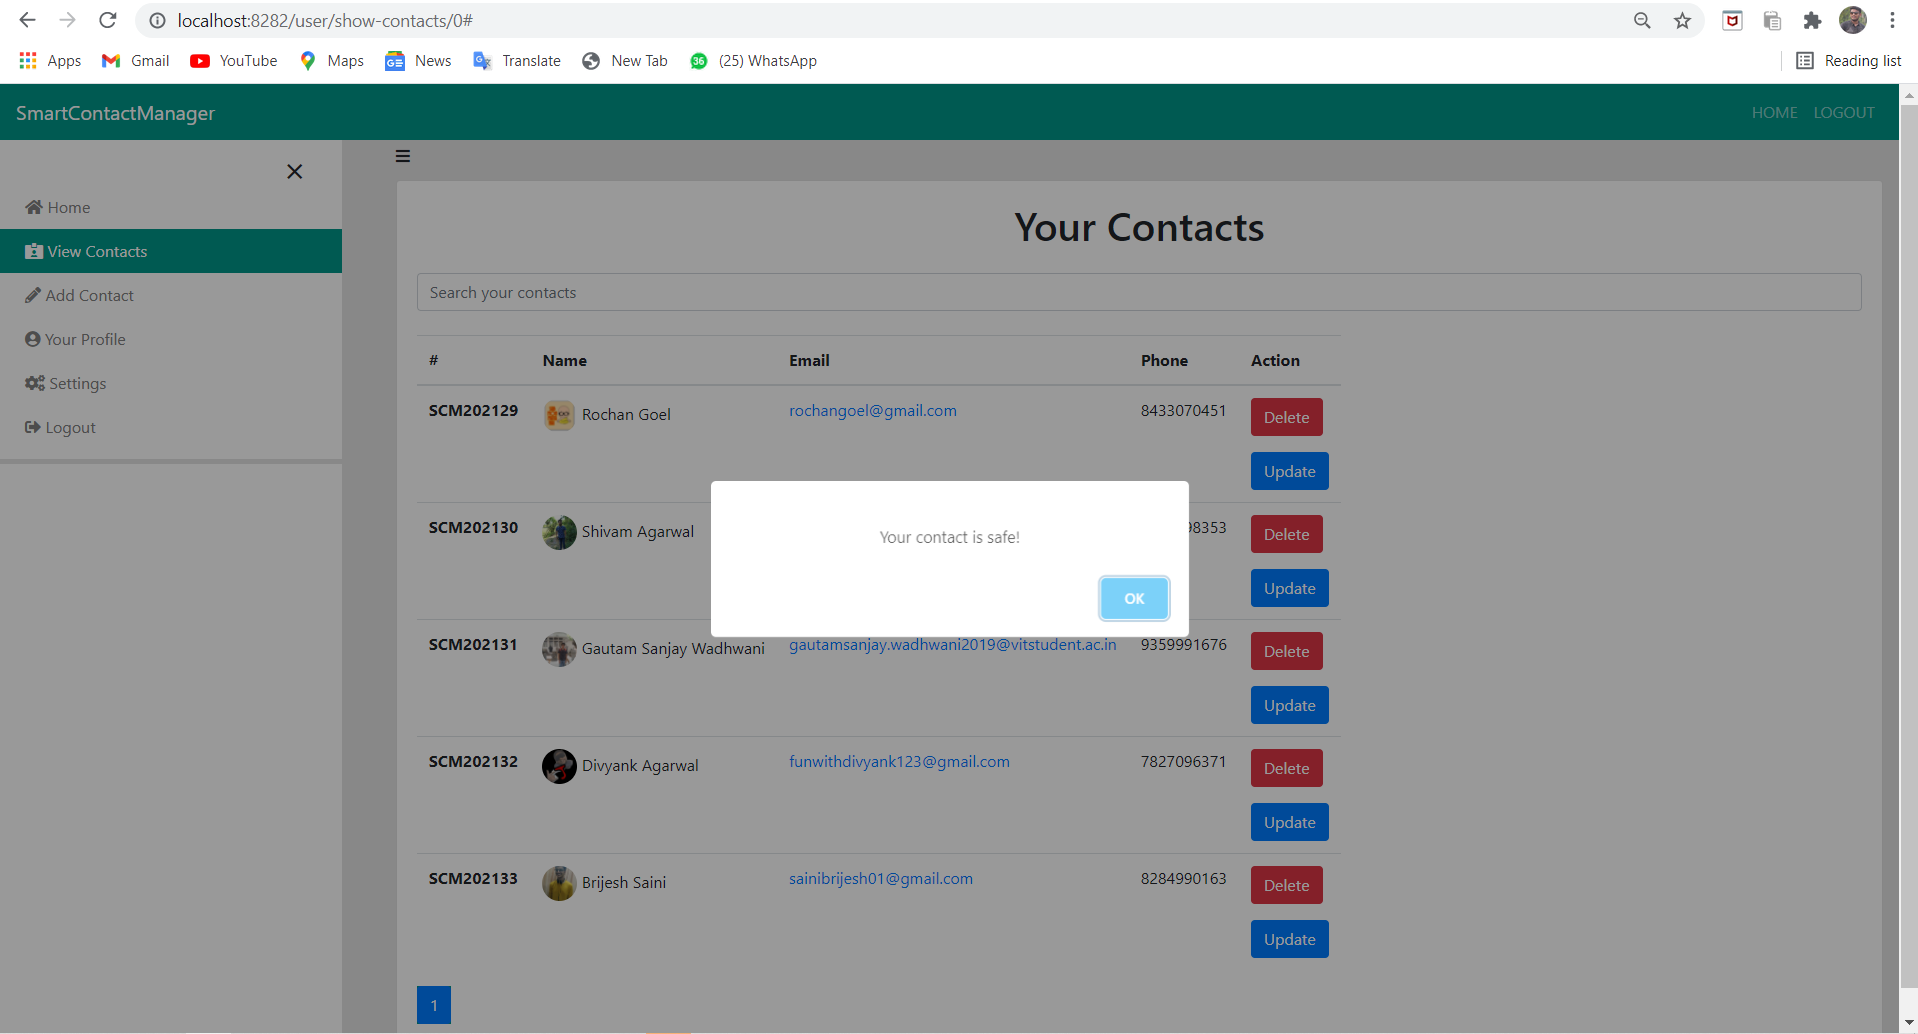 localhost:8282/user/show-contacts/0#
Apps Gmail YouTube Maps News Translate New Tab 36 (25) WhatsApp Reading list
SmartContactManager HOME LOGOUT
Home
View Contacts
Add Contact
Your Profile
Settings
Logout
Your Contacts
Search your contacts
# Name Email Phone Action
SCM202129 Rochan Goel rochangoel@gmail.com 8433070451 Delete
Update
SCM202130 Shivam Agarwal 98353 Delete
Update
SCM202131 Gautam Sanjay Wadhwani gautamsanjay.wadhwani2019@vitstudent.ac.in 9359991676 Delete
Update
SCM202132 Divyank Agarwal funwithdivyank123@gmail.com 7827096371 Delete
Update
SCM202133 Brijesh Saini sainibrijesh01@gmail.com 8284990163 Delete
Update
1
Your contact is safe!
OK